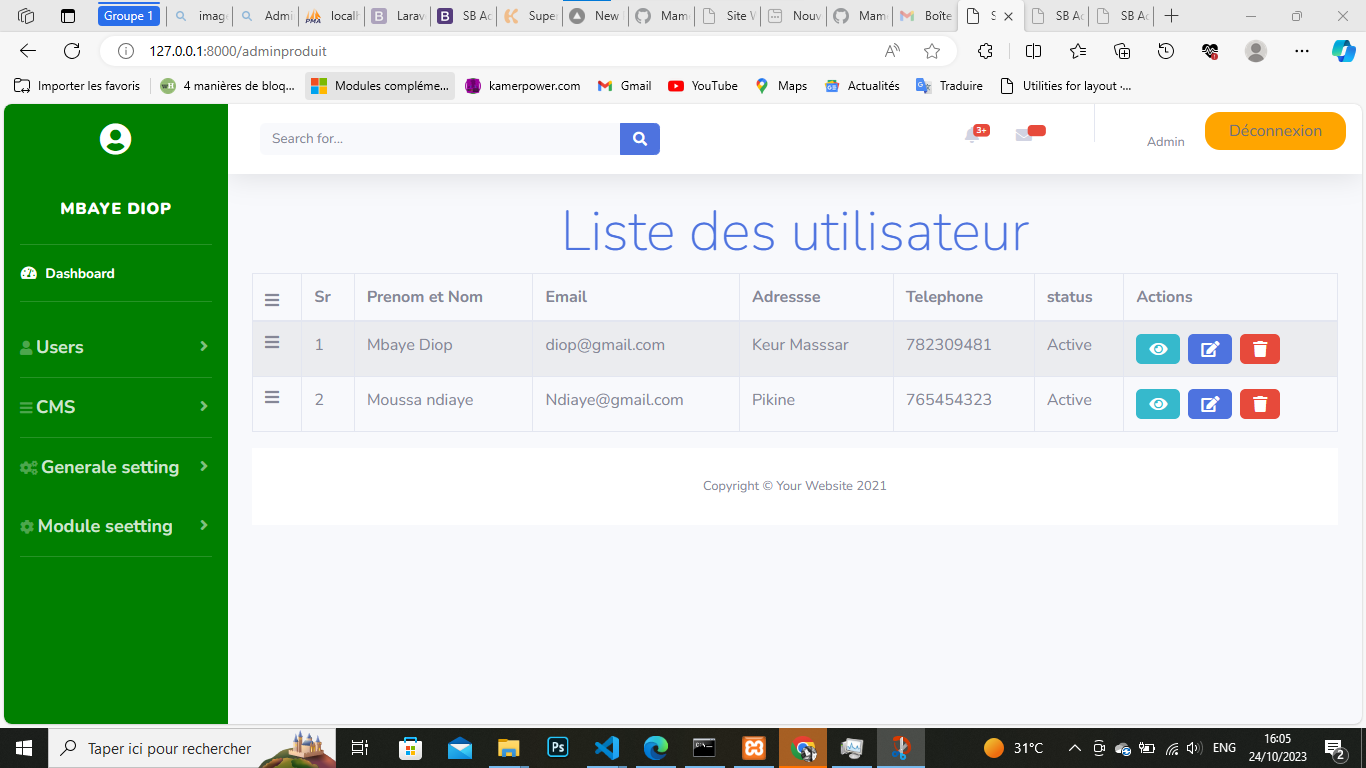 Groupe 1
imag
Admi
localh
Larav
SB Ac
Super
New
Mam
Site W
Nouv
Mam
Boîte
S
SB Ac
SB Ac
127.0.0.1:8000/adminproduit
Importer les favoris
4 manières de bloq...
Modules compléme...
kamerpower.com
Gmail
YouTube
Maps
Actualités
Traduire
Utilities for layout ·...
MBAYE DIOP
Dashboard
Users
CMS
Generale setting
Module seetting
Search for...
3+
Admin
Déconnexion
Liste des utilisateur
Sr Prenom et Nom Email Adressse Telephone status Actions
1 Mbaye Diop diop@gmail.com Keur Masssar 782309481 Active
2 Moussa ndiaye Ndiaye@gmail.com Pikine 765454323 Active
Copyright © Your Website 2021
Taper ici pour rechercher
31°C
ENG
16:05
24/10/2023
2